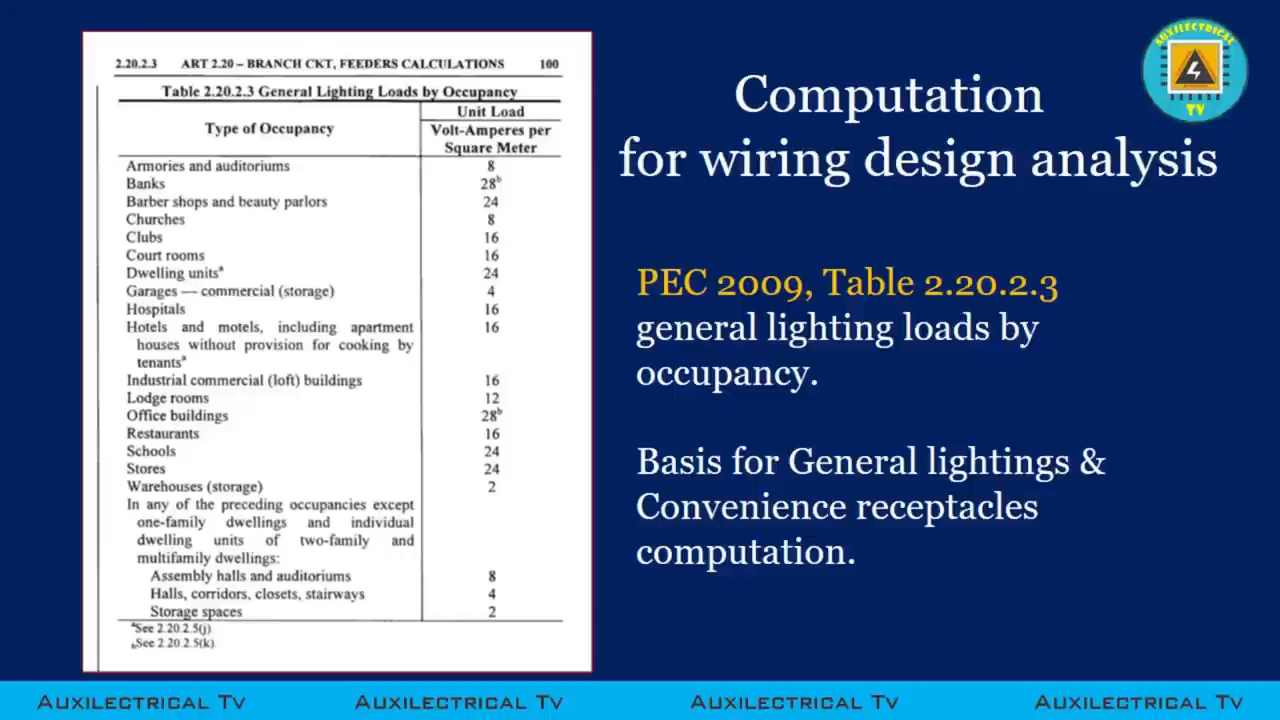 2.20.2.3 ART 2.20 – BRANCH CKT, FEEDERS CALCULATIONS 100
Table 2.20.2.3 General Lighting Loads by Occupancy
Type of Occupancy
Unit Load
Volt-Amperes per
Square Meter
Armories and auditoriums 8
Banks 28ᵇ
Barber shops and beauty parlors 24
Churches 8
Clubs 16
Court rooms 16
Dwelling unitsᵃ 24
Garages — commercial (storage) 4
Hospitals 16
Hotels and motels, including apartment 16
houses without provision for cooking by
tenantsᵃ
Industrial commercial (loft) buildings 16
Lodge rooms 12
Office buildings 28ᵇ
Restaurants 16
Schools 24
Stores 24
Warehouses (storage) 2
In any of the preceding occupancies except
one-family dwellings and individual
dwelling units of two-family and
multifamily dwellings:
Assembly halls and auditoriums 8
Halls, corridors, closets, stairways 4
Storage spaces 2
ᵃSee 2.20.2.5(j)
ᵇSee 2.20.2.5(k)
AUXILECTRICAL
TV
Computation
for wiring design analysis
PEC 2009, Table 2.20.2.3
general lighting loads by
occupancy.
Basis for General lightings &
Convenience receptacles
computation.
Auxilectrical Tv Auxilectrical Tv Auxilectrical Tv Auxilectrical Tv